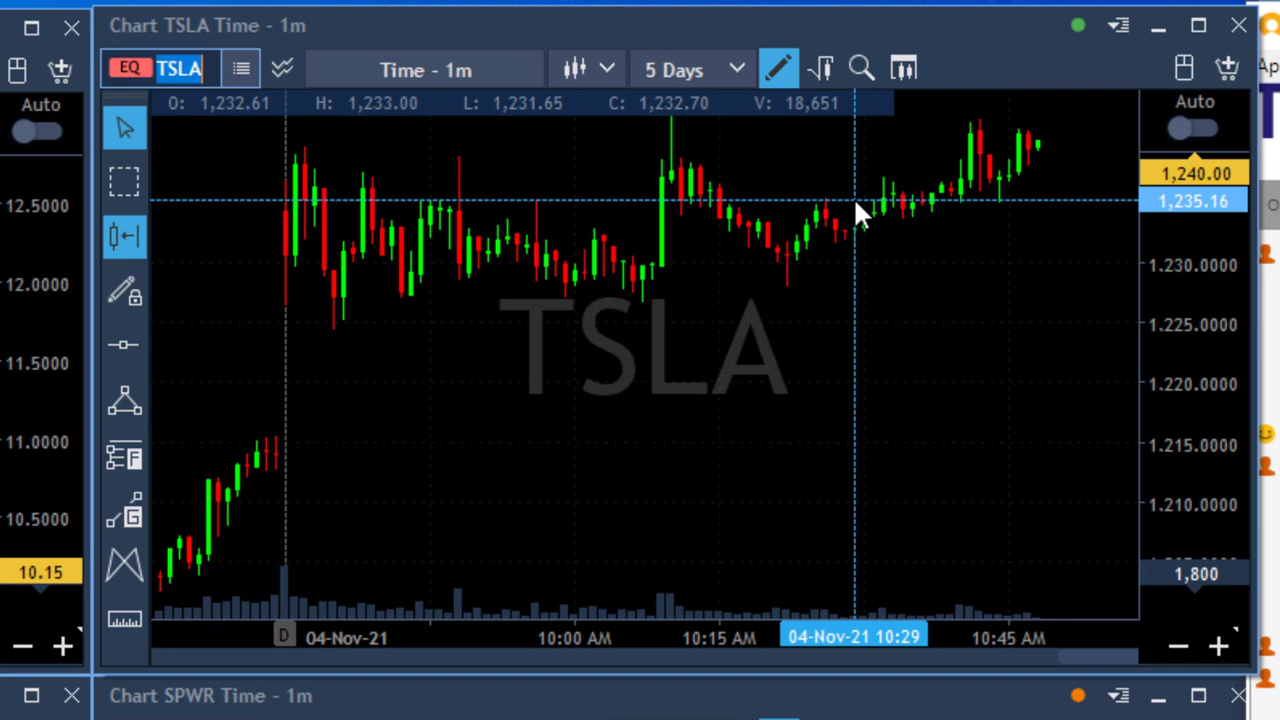 Chart TSLA Time - 1m
EQ TSLA
Time - 1m
5 Days
Ap
Auto
O: 1,232.61 H: 1,233.00 L: 1,231.65 C: 1,232.70 V: 18,651
Auto
1,240.00
1,235.16
12.5000
12.0000
11.5000
11.0000
10.5000
10.15
1.230.0000
1.225.0000
1.220.0000
1.215.0000
1.210.0000
1,800
TSLA
F
G
D
04-Nov-21
10:00 AM
10:15 AM
04-Nov-21 10:29
10:45 AM
Chart SPWR Time - 1m